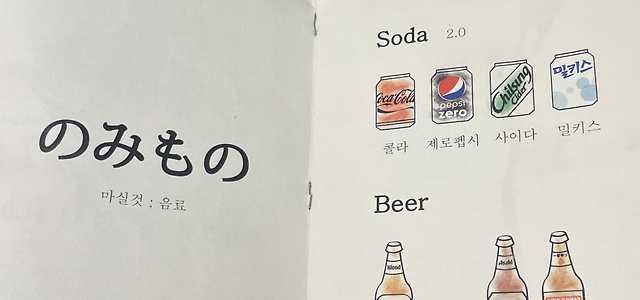 のみもの
마실것 ; 음료
Soda 2.0
Coca-Cola
pepsi
zero
Chilsung
Cider
밀키스
콜라 제로펩시 사이다 밀키스
Beer
Blond
Asahi